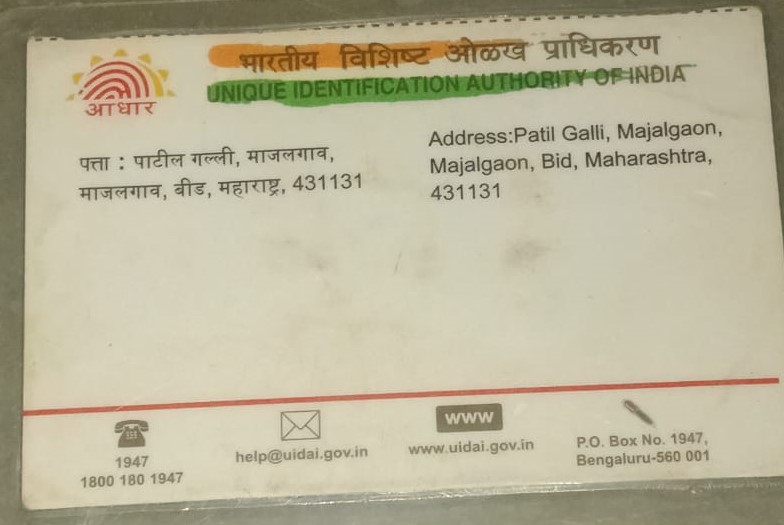 भारतीय विशिष्ट ओळख प्राधिकरण
UNIQUE IDENTIFICATION AUTHORITY OF INDIA
आधार
पत्ता : पाटील गल्ली, माजलगाव,
माजलगाव, बीड, महाराष्ट्र, 431131
Address:Patil Galli, Majalgaon,
Majalgaon, Bid, Maharashtra,
431131
1947
1800 180 1947
help@uidai.gov.in
www
www.uidai.gov.in
P.O. Box No. 1947,
Bengaluru-560 001